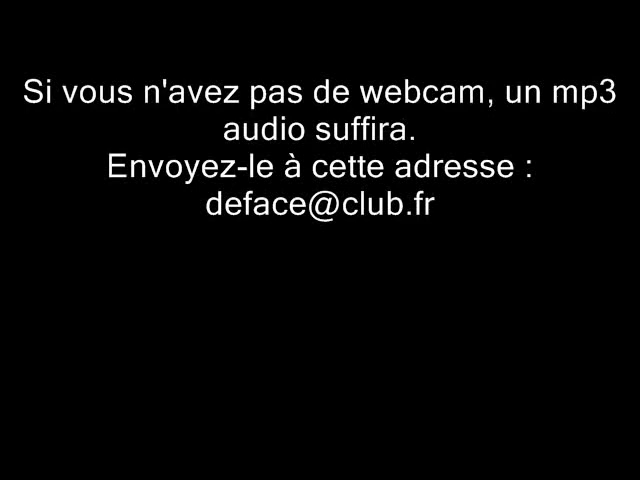 Si vous n'avez pas de webcam, un mp3
audio suffira.
Envoyez-le à cette adresse :
deface@club.fr